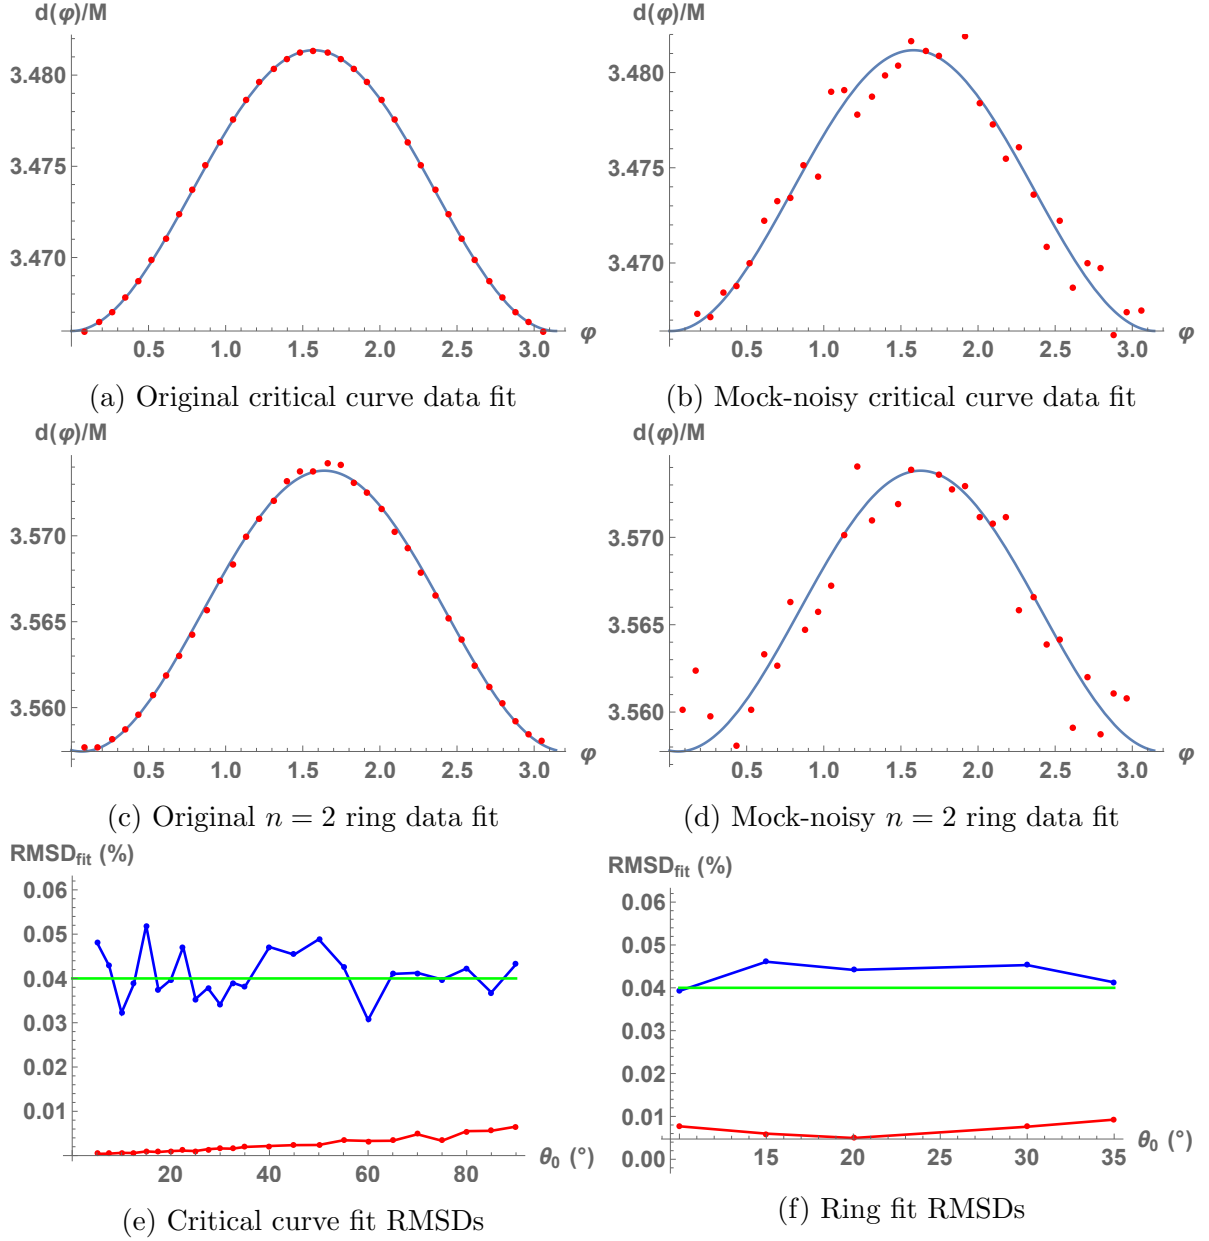 d(φ)/M
3.480
3.475
3.470
0.5 1.0 1.5 2.0 2.5 3.0 φ
(a) Original critical curve data fit
d(φ)/M
3.480
3.475
3.470
0.5 1.0 1.5 2.0 2.5 3.0 φ
(b) Mock-noisy critical curve data fit
d(φ)/M
3.570
3.565
3.560
0.5 1.0 1.5 2.0 2.5 3.0 φ
(c) Original n = 2 ring data fit
d(φ)/M
3.570
3.565
3.560
0.5 1.0 1.5 2.0 2.5 3.0 φ
(d) Mock-noisy n = 2 ring data fit
RMSD_fit (%)
0.06
0.05
0.04
0.03
0.02
0.01
20 40 60 80 θ₀ (°)
(e) Critical curve fit RMSDs
RMSD_fit (%)
0.06
0.05
0.04
0.03
0.02
0.01
0.00
15 20 25 30 35 θ₀ (°)
(f) Ring fit RMSDs